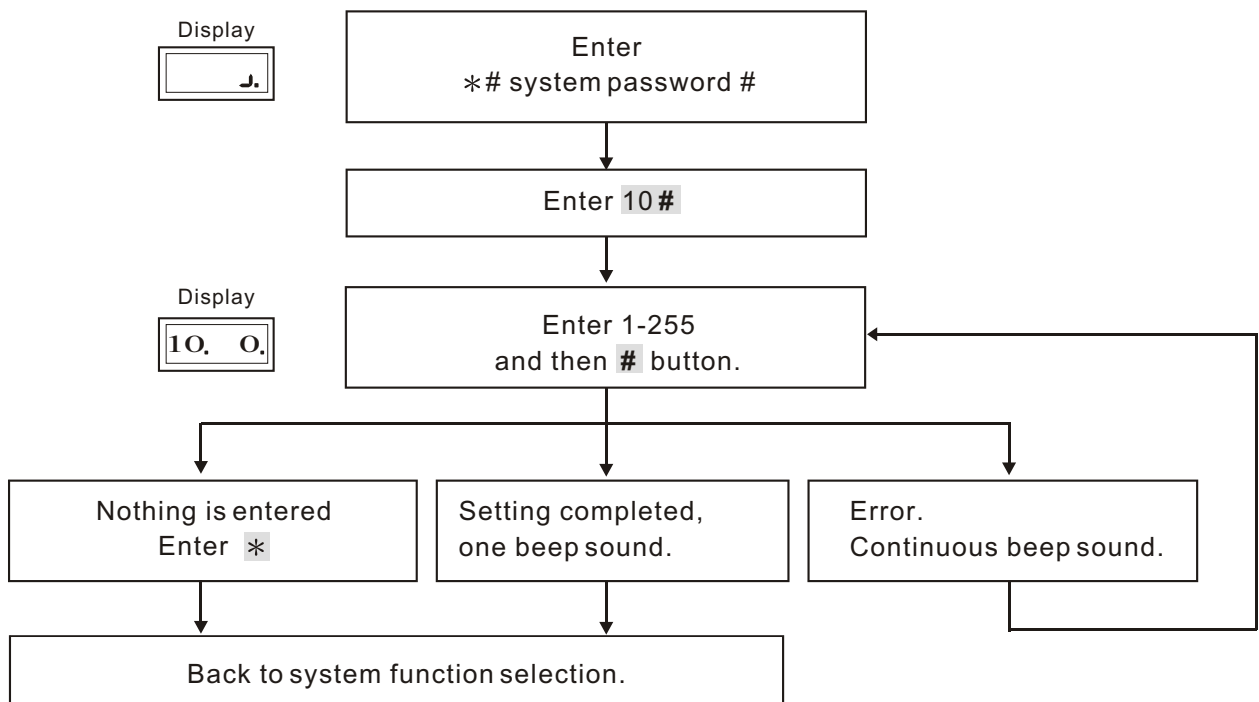 Display
Enter
*# system password #
Enter 10 #
Display
10. 0.
Enter 1-255
and then # button.
Nothing is entered
Enter *
Setting completed,
one beep sound.
Error.
Continuous beep sound.
Back to system function selection.